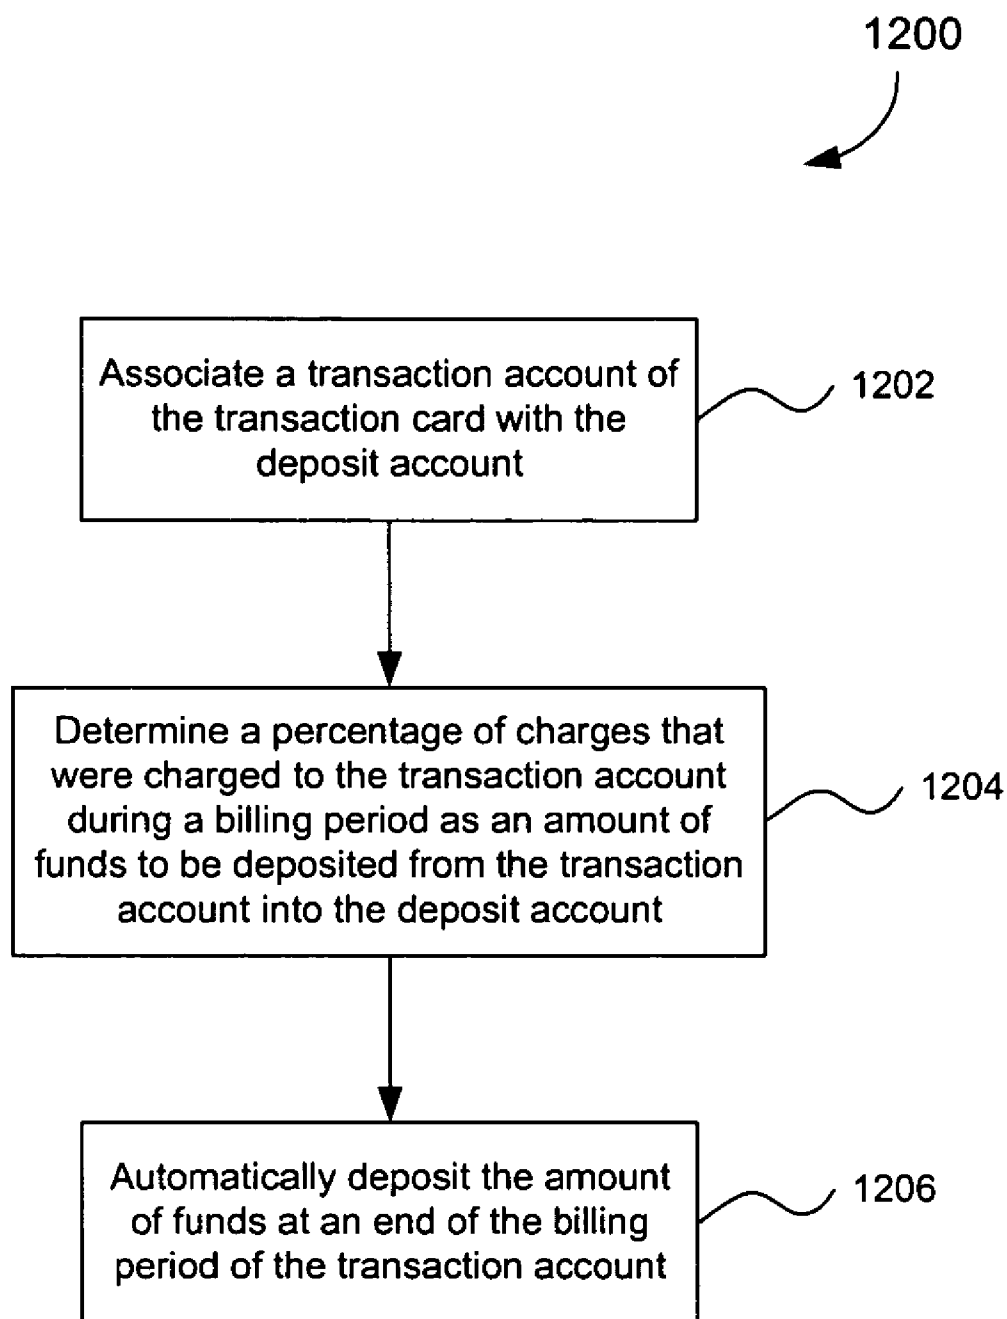 1200
Associate a transaction account of
the transaction card with the
deposit account
1202
Determine a percentage of charges that
were charged to the transaction account
during a billing period as an amount of
funds to be deposited from the transaction
account into the deposit account
1204
Automatically deposit the amount
of funds at an end of the billing
period of the transaction account
1206